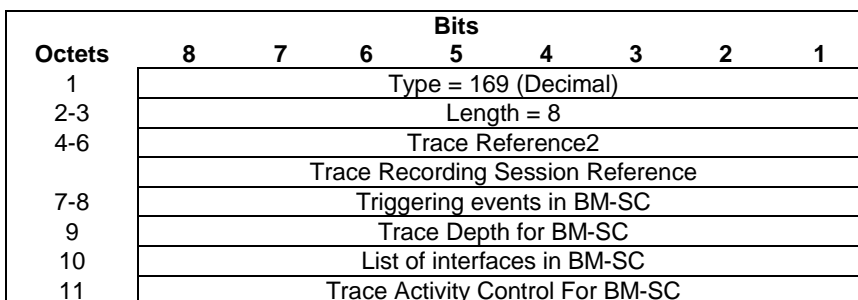 Bits
Octets 8 7 6 5 4 3 2 1
1 Type = 169 (Decimal)
2-3 Length = 8
4-6 Trace Reference2
Trace Recording Session Reference
7-8 Triggering events in BM-SC
9 Trace Depth for BM-SC
10 List of interfaces in BM-SC
11 Trace Activity Control For BM-SC